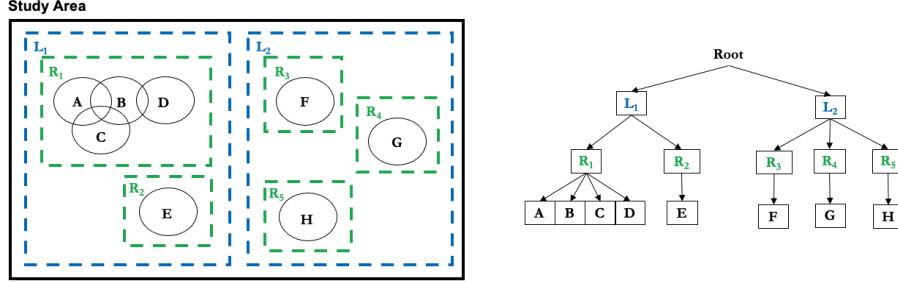 Study Area
L₁
R₁
A B D
C
R₂
E
L₂
R₃
F
R₄
G
R₅
H
Root
L₁ L₂
R₁ R₂ R₃ R₄ R₅
A B C D E F G H